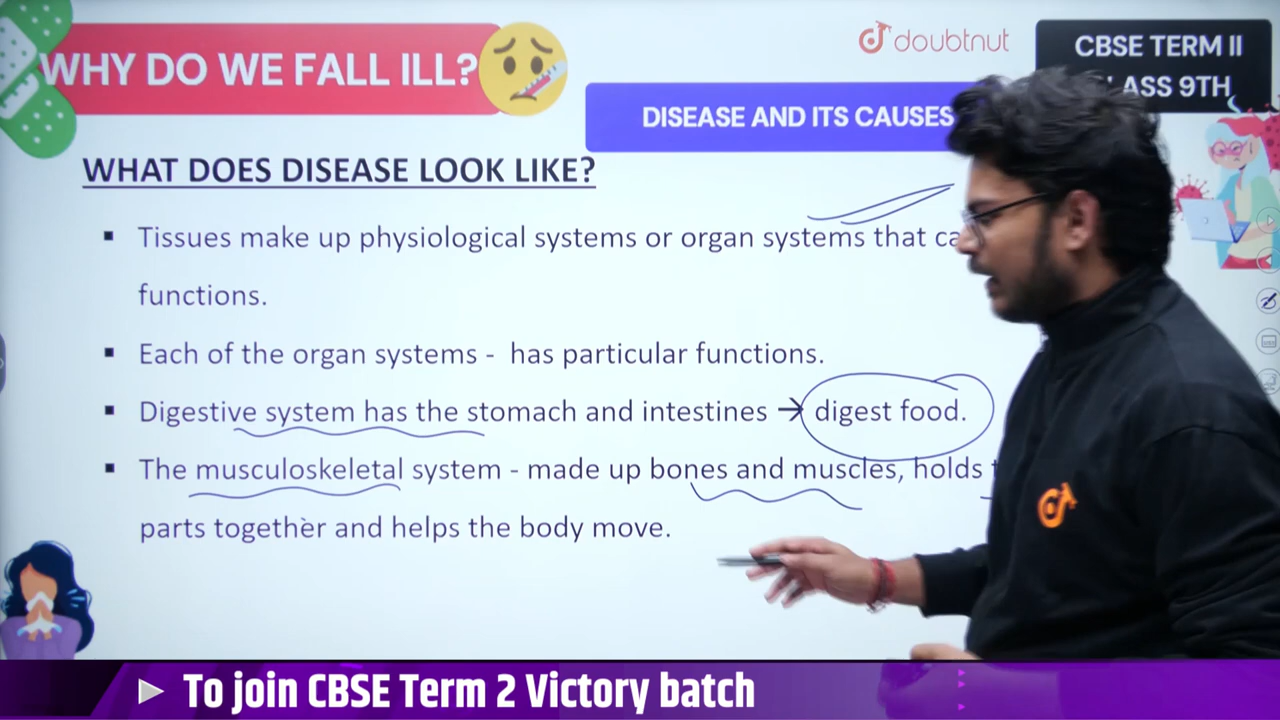 WHY DO WE FALL ILL?
doubtnut
CBSE TERM II
CLASS 9TH
DISEASE AND ITS CAUSES
WHAT DOES DISEASE LOOK LIKE?
▪ Tissues make up physiological systems or organ systems that
functions.
▪ Each of the organ systems - has particular functions.
▪ Digestive system has the stomach and intestines → digest food.
▪ The musculoskeletal system - made up bones and muscles, holds
parts together and helps the body move.
To join CBSE Term 2 Victory batch